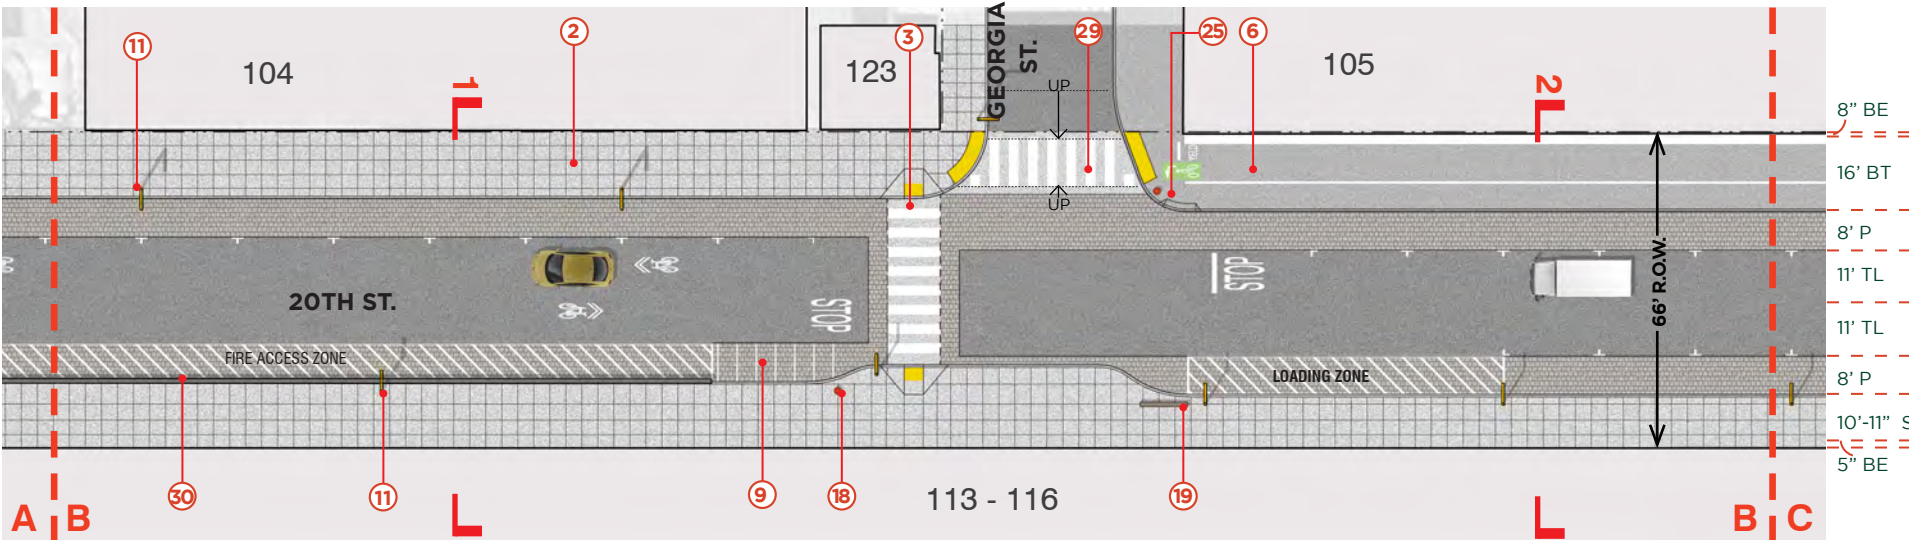 11
2
3
GEORGIA
ST.
29
25
6
104
1
123
105
2
UP
8” BE
YIELD
16’ BT
UP
8’ P
66’ R.O.W.
STOP
11’ TL
20TH ST.
STOP
11’ TL
FIRE ACCESS ZONE
LOADING ZONE
8’ P
10’-11” S
5” BE
30
11
9
18
113 - 116
19
A
B
B
C